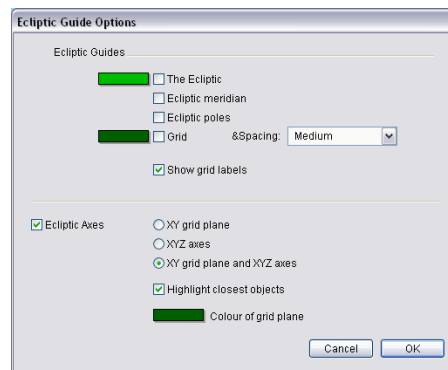 Ecliptic Guide Options
Ecliptic Guides
The Ecliptic
Ecliptic meridian
Ecliptic poles
Grid &Spacing: Medium
Show grid labels
Ecliptic Axes XY grid plane
XYZ axes
XY grid plane and XYZ axes
Highlight closest objects
Colour of grid plane
Cancel OK